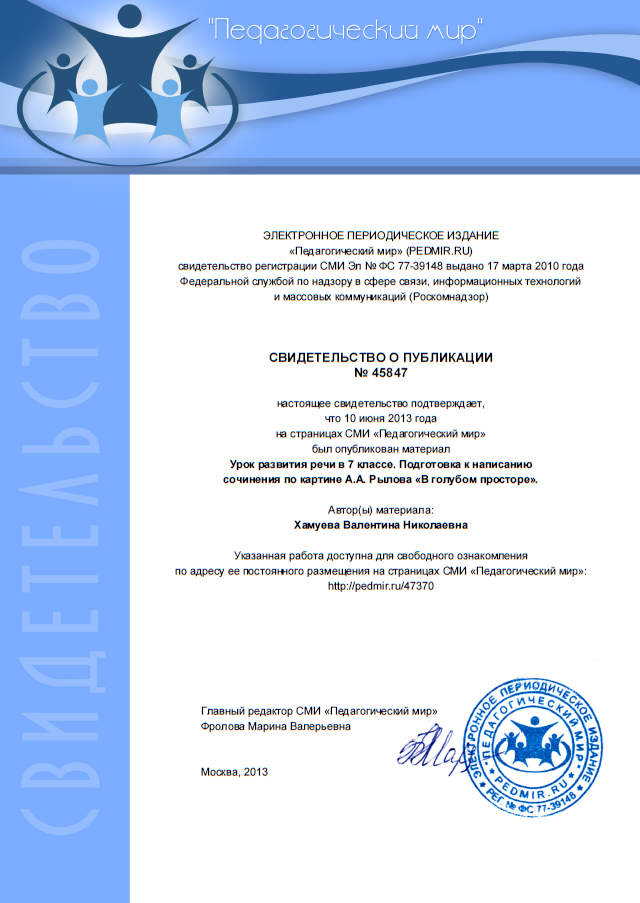 "Педагогический мир"
СВИДЕТЕЛЬСТВО
ЭЛЕКТРОННОЕ ПЕРИОДИЧЕСКОЕ ИЗДАНИЕ
«Педагогический мир» (PEDMIR.RU)
свидетельство регистрации СМИ Эл № ФС 77-39148 выдано 17 марта 2010 года
Федеральной службой по надзору в сфере связи, информационных технологий
и массовых коммуникаций (Роскомнадзор)
СВИДЕТЕЛЬСТВО О ПУБЛИКАЦИИ
№ 45847
настоящее свидетельство подтверждает,
что 10 июня 2013 года
на страницах СМИ «Педагогический мир»
был опубликован материал
Урок развития речи в 7 классе. Подготовка к написанию
сочинения по картине А.А. Рылова «В голубом просторе».
Автор(ы) материала:
Хамуева Валентина Николаевна
Указанная работа доступна для свободного ознакомления
по адресу ее постоянного размещения на страницах СМИ «Педагогический мир»:
http://pedmir.ru/47370
Главный редактор СМИ «Педагогический мир»
Фролова Марина Валерьевна
Москва, 2013
ЭЛЕКТРОННОЕ ПЕРИОДИЧЕСКОЕ ИЗДАНИЕ
РЕГ № ФС 77-39148
"ПЕДАГОГИЧЕСКИЙ МИР"
PEDMIR.RU